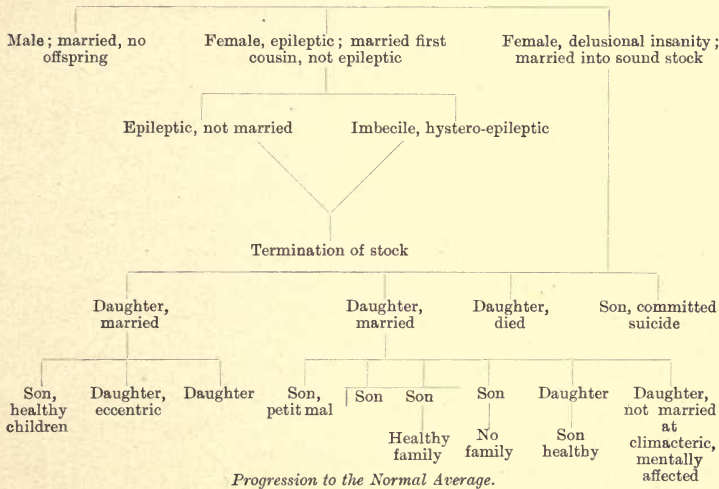 Male; married, no offspring
Female, epileptic; married first cousin, not epileptic
Female, delusional insanity; married into sound stock
Epileptic, not married
Imbecile, hystero-epileptic
Termination of stock
Daughter, married
Daughter, married
Daughter, died
Son, committed suicide
Son, healthy children
Daughter, eccentric
Daughter
Son, petit mal
Son
Son
Healthy family
Son
No family
Daughter
Son healthy
Daughter, not married at climacteric, mentally affected
Progression to the Normal Average.